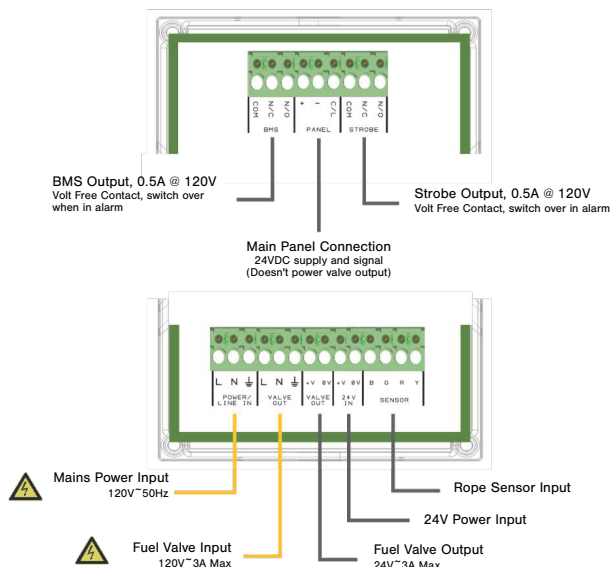 COM N/C N/O + - C/L COM N/C N/O
BMS PANEL STROBE
BMS Output, 0.5A @ 120V
Volt Free Contact, switch over
when in alarm
Strobe Output, 0.5A @ 120V
Volt Free Contact, switch over in alarm
Main Panel Connection
24VDC supply and signal
(Doesn't power valve output)
L N L N +V 0V +V 0V B G R Y
POWER/
LINE IN
VALVE
OUT
VALVE
OUT
24V
IN
SENSOR
Mains Power Input
120V~50Hz
Rope Sensor Input
24V Power Input
Fuel Valve Input
120V~3A Max
Fuel Valve Output
24V~3A Max